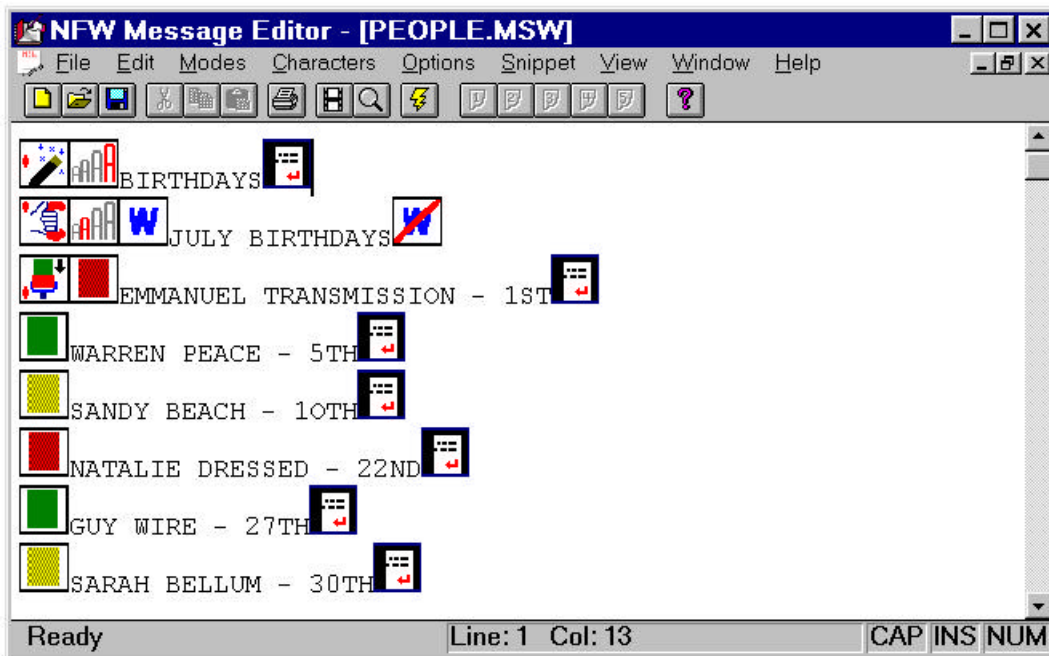 NFW Message Editor - [PEOPLE.MSW]
File Edit Modes Characters Options Snippet View Window Help
BIRTHDAYS
W JULY BIRTHDAYS W
EMMANUEL TRANSMISSION - 1ST
WARREN PEACE - 5TH
SANDY BEACH - 1OTH
NATALIE DRESSED - 22ND
GUY WIRE - 27TH
SARAH BELLUM - 30TH
Ready Line: 1 Col: 13 CAP INS NUM